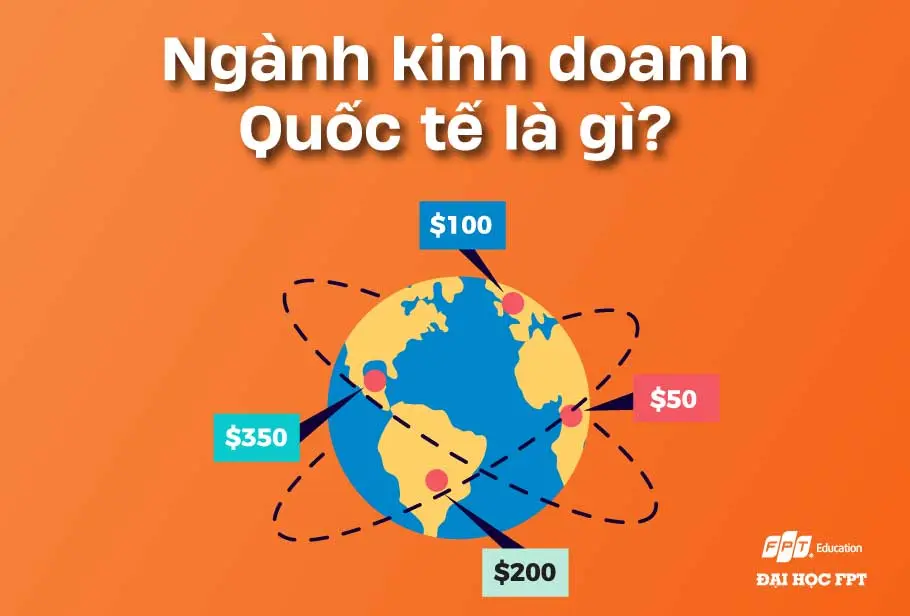 Ngành kinh doanh
Quốc tế là gì?
$100
$50
$350
$200
FPT Education
ĐẠI HỌC FPT